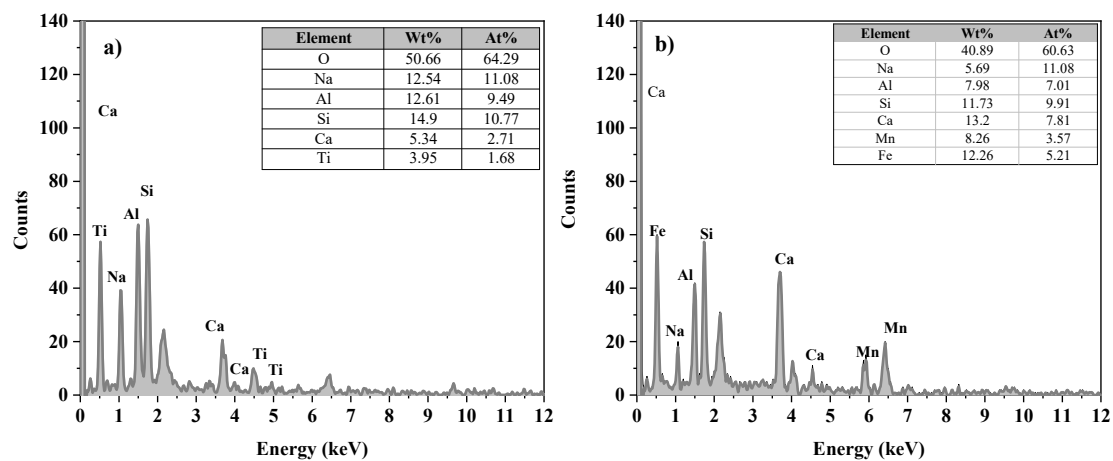 a)
Element Wt% At%
O 50.66 64.29
Na 12.54 11.08
Al 12.61 9.49
Si 14.9 10.77
Ca 5.34 2.71
Ti 3.95 1.68
140
120
100
80
60
40
20
0
Counts
Ca
Si
Al
Ti
Na
Ca
Ti
Ca
Ti
0 1 2 3 4 5 6 7 8 9 10 11 12
Energy (keV)
b)
Element Wt% At%
O 40.89 60.63
Na 5.69 11.08
Al 7.98 7.01
Si 11.73 9.91
Ca 13.2 7.81
Mn 8.26 3.57
Fe 12.26 5.21
140
120
100
80
60
40
20
0
Counts
Ca
Fe
Si
Al
Ca
Na
Mn
Mn
Ca
0 1 2 3 4 5 6 7 8 9 10 11 12
Energy (keV)